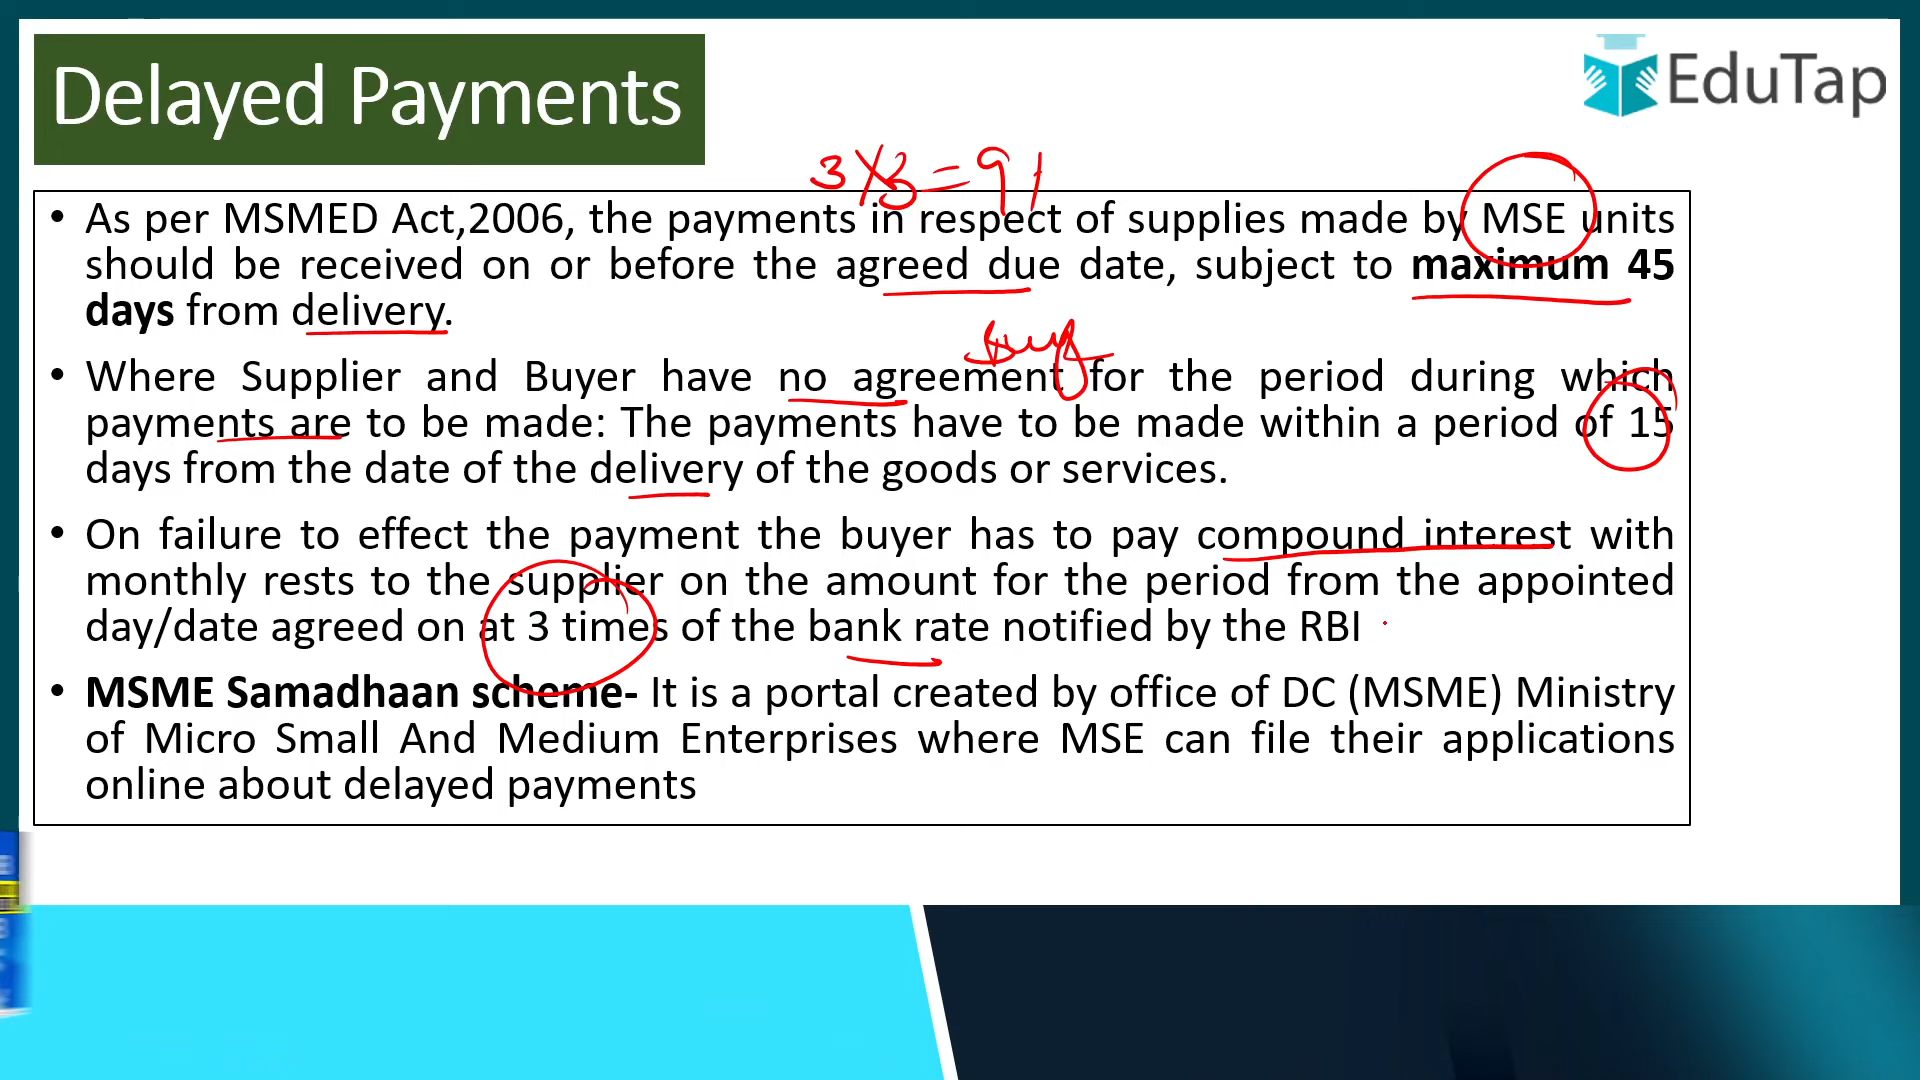 Delayed Payments
EduTap
3 X 3 = 9
• As per MSMED Act,2006, the payments in respect of supplies made by MSE units
should be received on or before the agreed due date, subject to maximum 45
days from delivery.
Buy
• Where Supplier and Buyer have no agreement for the period during which
payments are to be made: The payments have to be made within a period of 15
days from the date of the delivery of the goods or services.
• On failure to effect the payment the buyer has to pay compound interest with
monthly rests to the supplier on the amount for the period from the appointed
day/date agreed on at 3 times of the bank rate notified by the RBI
• MSME Samadhaan scheme- It is a portal created by office of DC (MSME) Ministry
of Micro Small And Medium Enterprises where MSE can file their applications
online about delayed payments